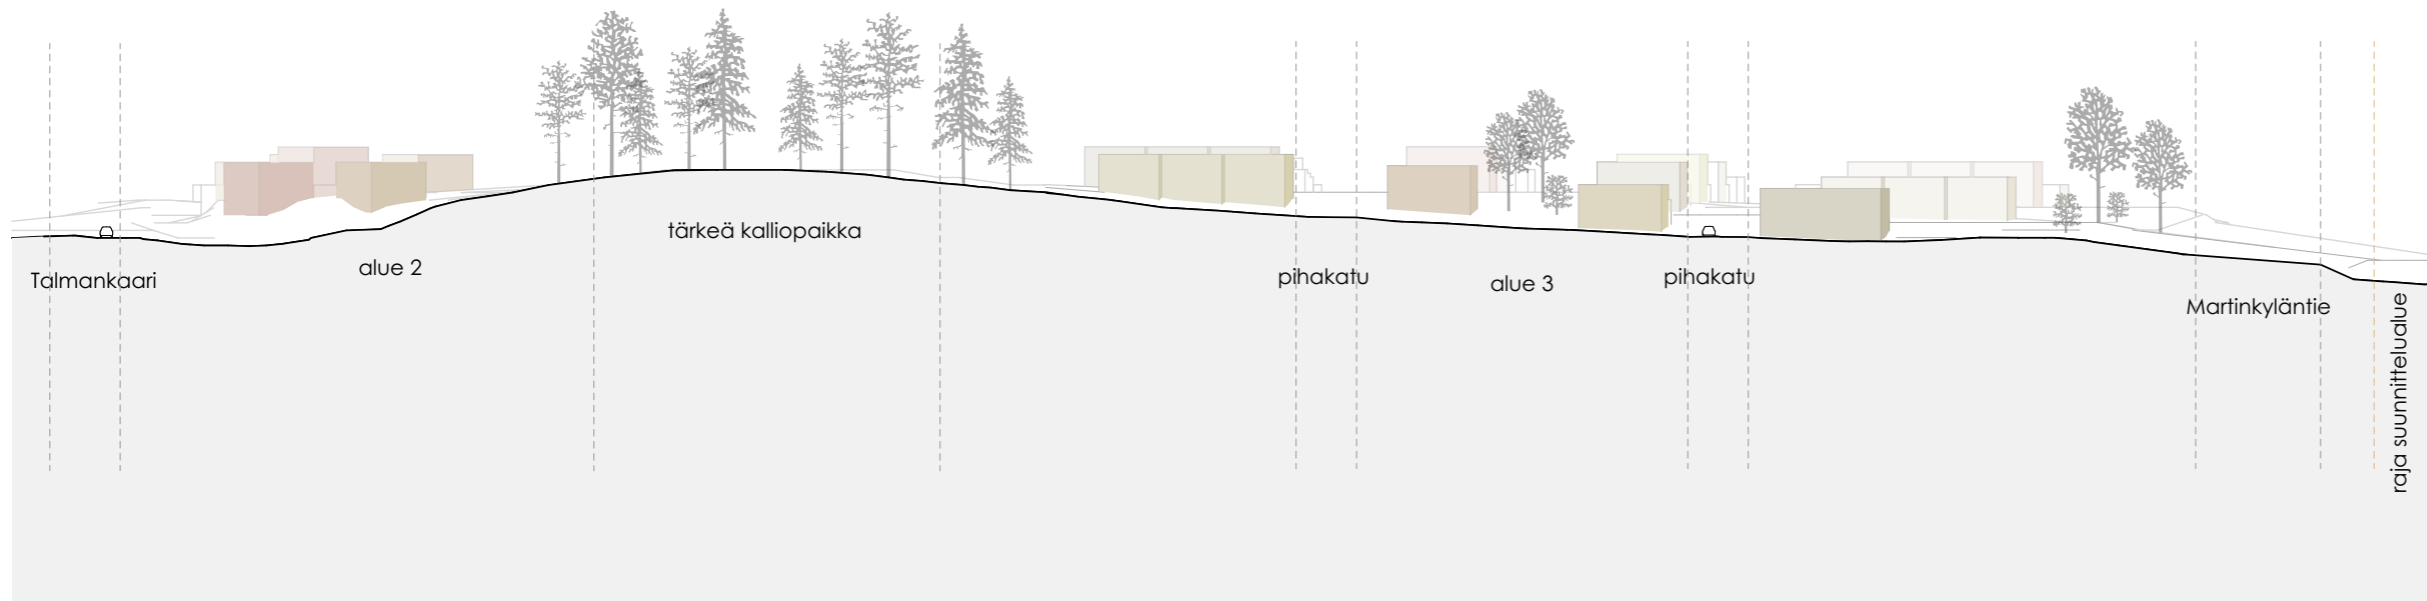 Talmankaari
alue 2
tärkeä kalliopaikka
pihakatu
alue 3
pihakatu
Martinkyläntie
raja suunnittelualue